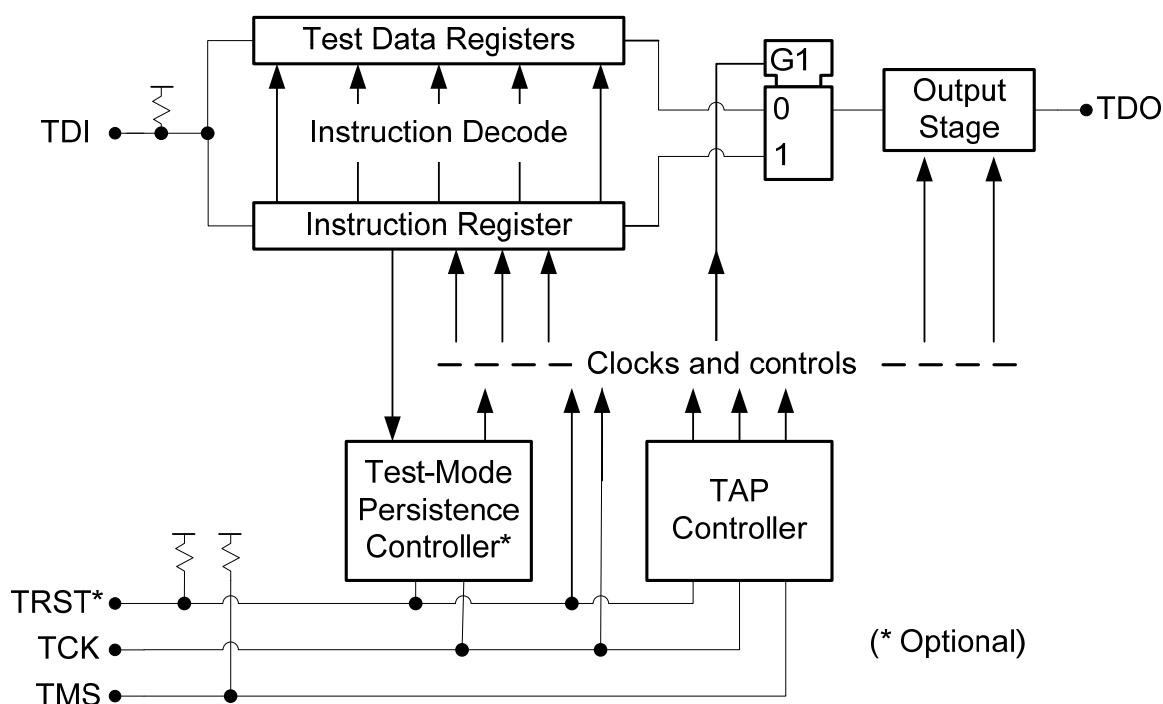 Test Data Registers
G1
TDI
Instruction Decode
0
1
Output
Stage
TDO
Instruction Register
Clocks and controls
Test-Mode
Persistence
Controller*
TAP
Controller
TRST*
TCK
TMS
(* Optional)